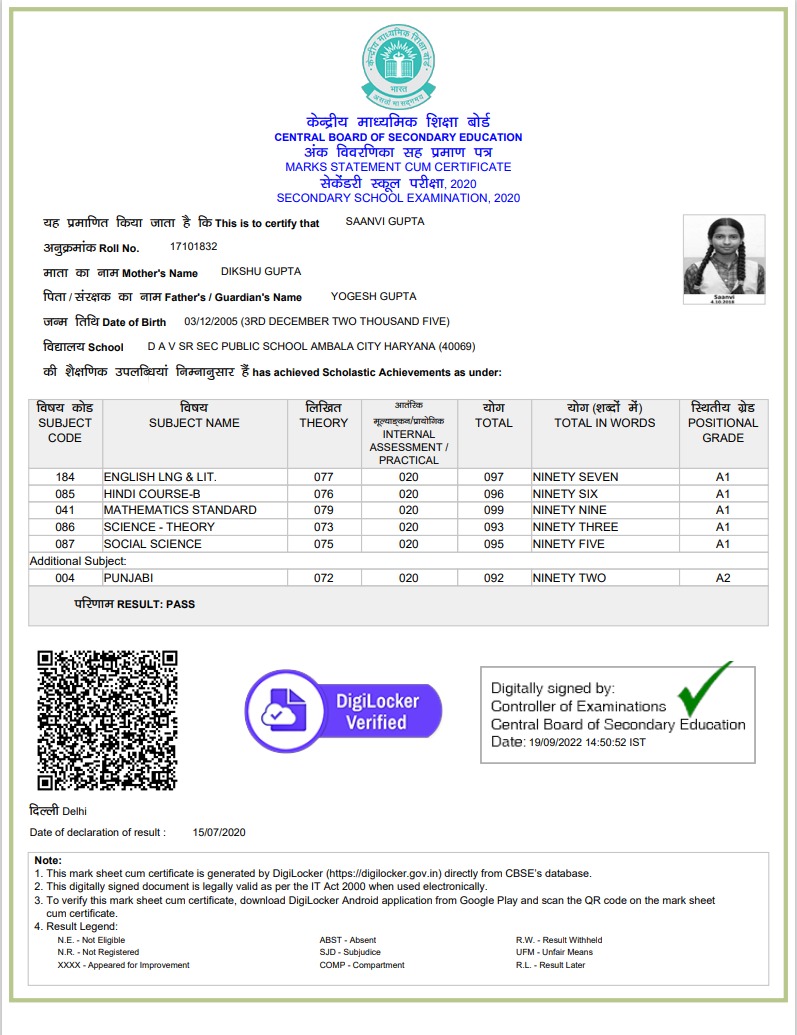 केन्द्रीय माध्यमिक शिक्षा बोर्ड
भारत
असतो मा सद्गमय
केन्द्रीय माध्यमिक शिक्षा बोर्ड
CENTRAL BOARD OF SECONDARY EDUCATION
अंक विवरणिका सह प्रमाण पत्र
MARKS STATEMENT CUM CERTIFICATE
सेकेंडरी स्कूल परीक्षा, 2020
SECONDARY SCHOOL EXAMINATION, 2020
यह प्रमाणित किया जाता है कि This is to certify that SAANVI GUPTA
अनुक्रमांक Roll No. 17101832
माता का नाम Mother's Name DIKSHU GUPTA
पिता / संरक्षक का नाम Father's / Guardian's Name YOGESH GUPTA
Saanvi
4.10.2018
जन्म तिथि Date of Birth 03/12/2005 (3RD DECEMBER TWO THOUSAND FIVE)
विद्यालय School D A V SR SEC PUBLIC SCHOOL AMBALA CITY HARYANA (40069)
की शैक्षणिक उपलब्धियां निम्नानुसार हैं has achieved Scholastic Achievements as under:
विषय कोड SUBJECT CODE विषय SUBJECT NAME लिखित THEORY आतंरिक मूल्याङ्कन/प्रायोगिक INTERNAL ASSESSMENT / PRACTICAL योग TOTAL योग (शब्दों में) TOTAL IN WORDS स्थितीय ग्रेड POSITIONAL GRADE
184 ENGLISH LNG & LIT. 077 020 097 NINETY SEVEN A1
085 HINDI COURSE-B 076 020 096 NINETY SIX A1
041 MATHEMATICS STANDARD 079 020 099 NINETY NINE A1
086 SCIENCE - THEORY 073 020 093 NINETY THREE A1
087 SOCIAL SCIENCE 075 020 095 NINETY FIVE A1
Additional Subject:
004 PUNJABI 072 020 092 NINETY TWO A2
परिणाम RESULT: PASS
DigiLocker
Verified
Digitally signed by:
Controller of Examinations
Central Board of Secondary Education
Date: 19/09/2022 14:50:52 IST
दिल्ली Delhi
Date of declaration of result : 15/07/2020
Note:
1. This mark sheet cum certificate is generated by DigiLocker (https://digilocker.gov.in) directly from CBSE's database.
2. This digitally signed document is legally valid as per the IT Act 2000 when used electronically.
3. To verify this mark sheet cum certificate, download DigiLocker Android application from Google Play and scan the QR code on the mark sheet
cum certificate.
4. Result Legend:
N.E. - Not Eligible ABST - Absent R.W. - Result Withheld
N.R. - Not Registered SJD - Subjudice UFM - Unfair Means
XXXX - Appeared for Improvement COMP - Compartment R.L. - Result Later